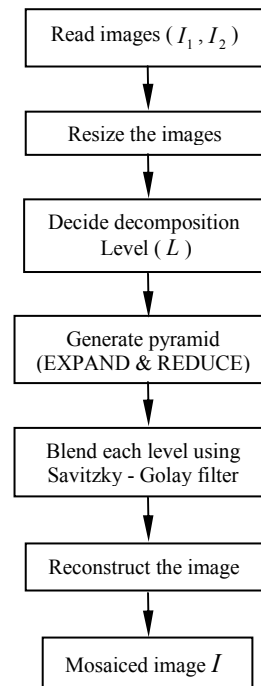 Read images ( I₁ , I₂ )
Resize the images
Decide decomposition
Level ( L )
Generate pyramid
(EXPAND & REDUCE)
Blend each level using
Savitzky - Golay filter
Reconstruct the image
Mosaiced image I